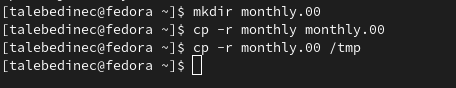 [talebedinec@fedora ~]$ mkdir monthly.00
[talebedinec@fedora ~]$ cp -r monthly monthly.00
[talebedinec@fedora ~]$ cp -r monthly.00 /tmp
[talebedinec@fedora ~]$